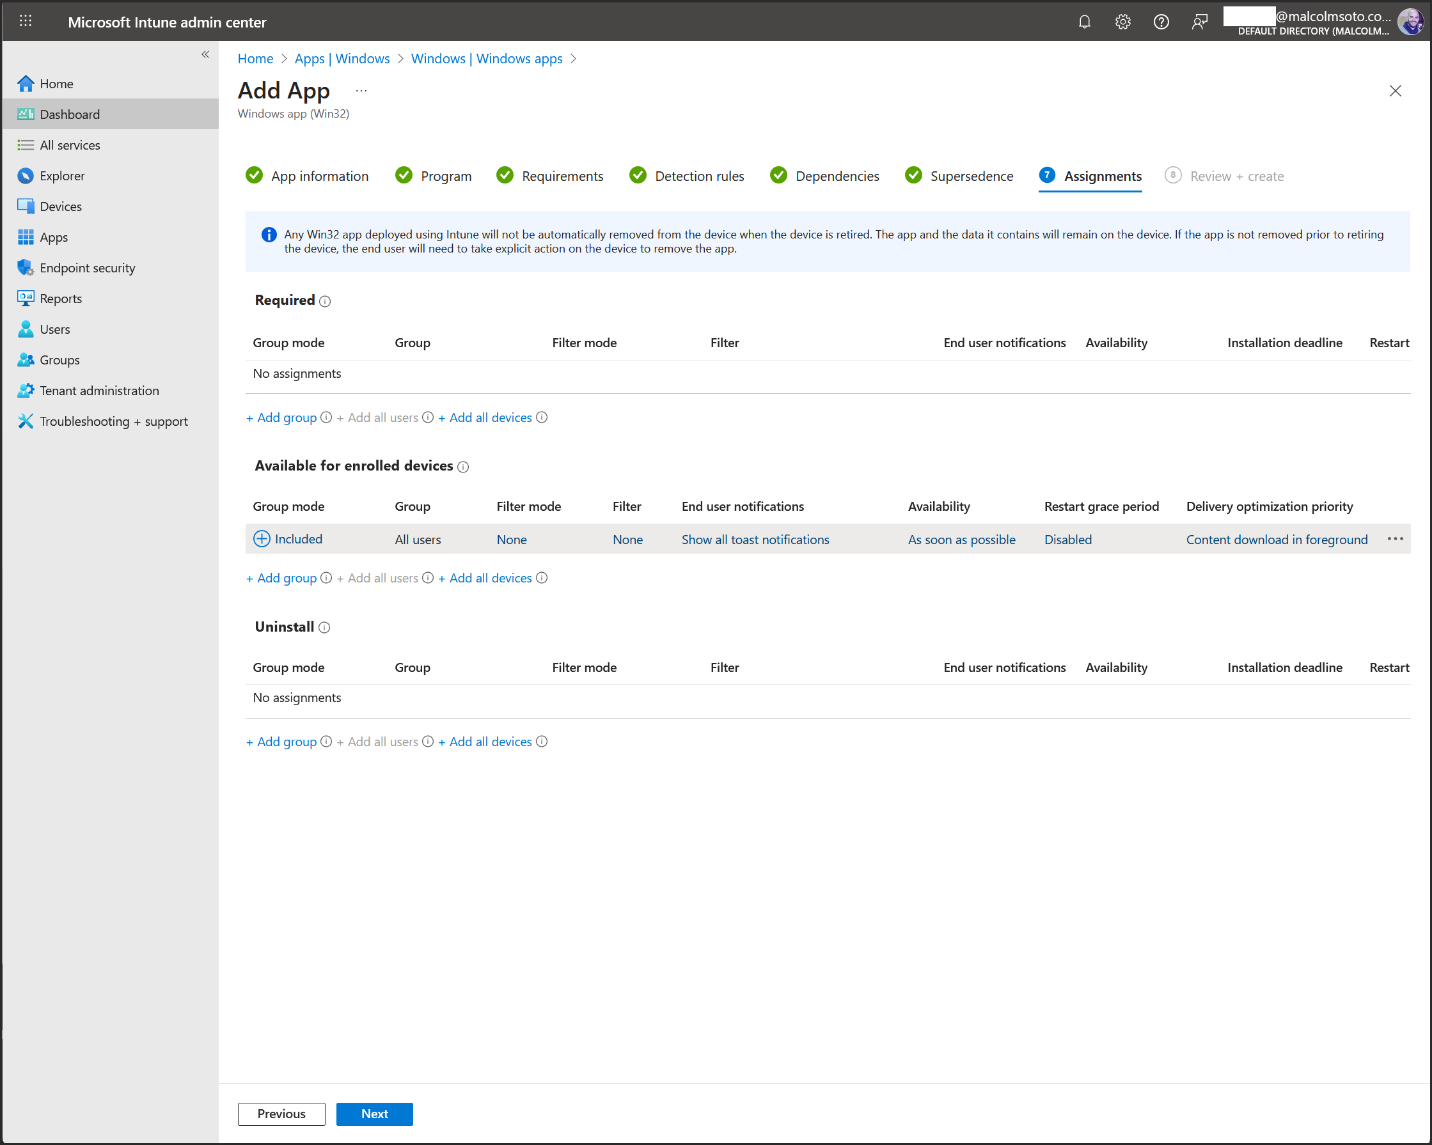 Microsoft Intune admin center
@malcolmsoto.co...
DEFAULT DIRECTORY (MALCOLM...
«
Home
Dashboard
All services
Explorer
Devices
Apps
Endpoint security
Reports
Users
Groups
Tenant administration
Troubleshooting + support
Home > Apps | Windows > Windows | Windows apps >
Add App ...
Windows app (Win32)
App information Program Requirements Detection rules Dependencies Supersedence 7 Assignments 8 Review + create
Any Win32 app deployed using Intune will not be automatically removed from the device when the device is retired. The app and the data it contains will remain on the device. If the app is not removed prior to retiring
the device, the end user will need to take explicit action on the device to remove the app.
Required
Group mode Group Filter mode Filter End user notifications Availability Installation deadline Restart
No assignments
+ Add group + Add all users + Add all devices
Available for enrolled devices
Group mode Group Filter mode Filter End user notifications Availability Restart grace period Delivery optimization priority
Included All users None None Show all toast notifications As soon as possible Disabled Content download in foreground ...
+ Add group + Add all users + Add all devices
Uninstall
Group mode Group Filter mode Filter End user notifications Availability Installation deadline Restart
No assignments
+ Add group + Add all users + Add all devices
Previous Next